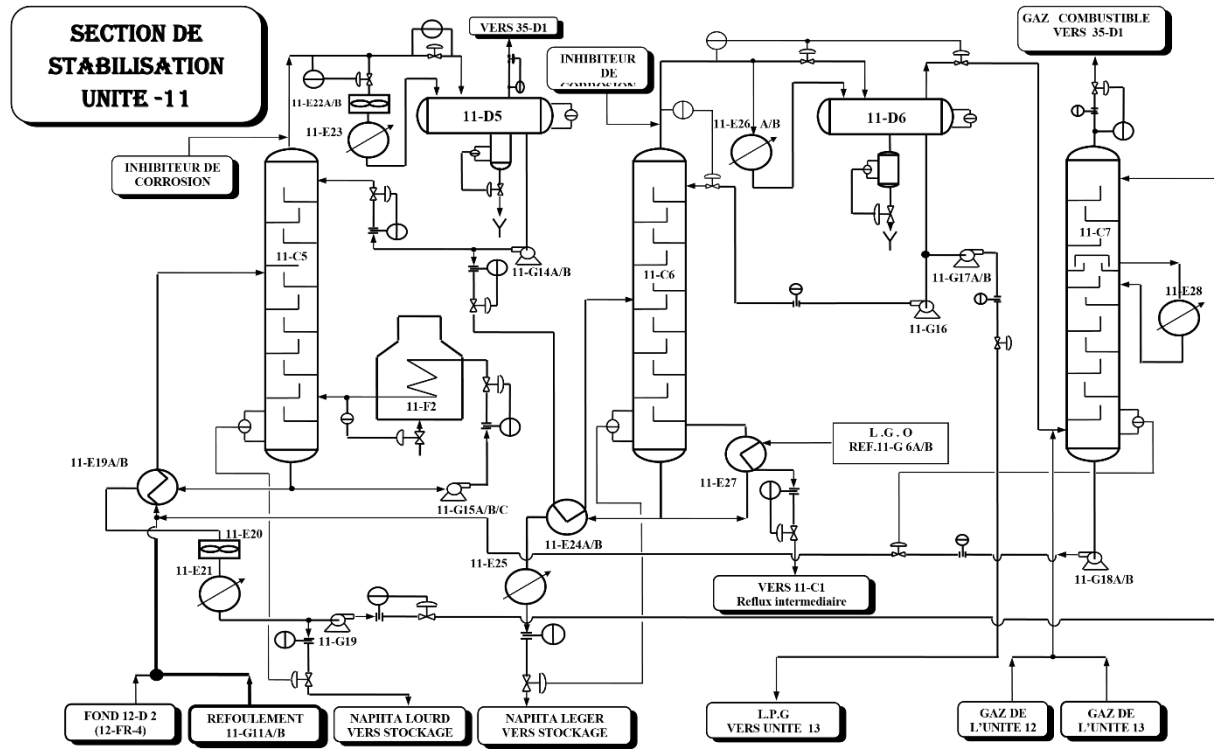 SECTION DE
STABILISATION
UNITE -11
VERS 35-D1
INHIBITEUR
DE
CORROSION
GAZ COMBUSTIBLE
VERS 35-D1
11-E22A/B
11-E23
11-D5
11-E26 A/B
11-D6
INHIBITEUR DE
CORROSION
11-C5
11-G14A/B
11-C6
11-G17A/B
11-G16
11-C7
11-E28
11-F2
11-E19A/B
11-G15A/B/C
L .G . O
REF.11-G 6A/B
11-E27
11-E20
11-E21
11-E24A/B
11-E25
11-G18A/B
VERS 11-C1
Reflux intermediaire
11-G19
FOND 12-D 2
(12-FR-4)
REFOULEMENT
11-G11A/B
NAPHTA LOURD
VERS STOCKAGE
NAPHTA LEGER
VERS STOCKAGE
L.P.G
VERS UNITE 13
GAZ DE
L'UNITE 12
GAZ DE
L'UNITE 13